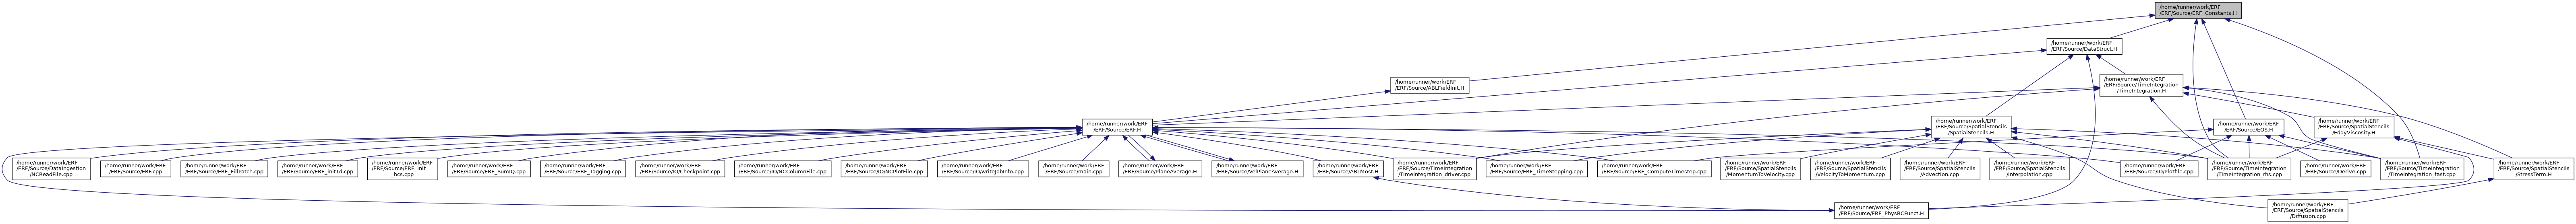 /home/runner/work/ERF
/ERF/Source/ERF_Constants.H
/home/runner/work/ERF
/ERF/Source/DataStruct.H
/home/runner/work/ERF
/ERF/Source/ABLFieldInit.H
/home/runner/work/ERF
/ERF/Source/TimeIntegration
/TimeIntegration.H
/home/runner/work/ERF
/ERF/Source/ERF.H
/home/runner/work/ERF
/ERF/Source/SpatialStencils
/SpatialStencils.H
/home/runner/work/ERF
/ERF/Source/EOS.H
/home/runner/work/ERF
/ERF/Source/SpatialStencils
/EddyViscosity.H
/home/runner/work/ERF
/ERF/Source/DataIngestion
/NCReadFile.cpp
/home/runner/work/ERF
/ERF/Source/ERF.cpp
/home/runner/work/ERF
/ERF/Source/ERF_FillPatch.cpp
/home/runner/work/ERF
/ERF/Source/ERF_init1d.cpp
/home/runner/work/ERF
/ERF/Source/ERF_init
_bcs.cpp
/home/runner/work/ERF
/ERF/Source/ERF_SumIQ.cpp
/home/runner/work/ERF
/ERF/Source/ERF_Tagging.cpp
/home/runner/work/ERF
/ERF/Source/IO/Checkpoint.cpp
/home/runner/work/ERF
/ERF/Source/IO/NCColumnFile.cpp
/home/runner/work/ERF
/ERF/Source/IO/NCPlotFile.cpp
/home/runner/work/ERF
/ERF/Source/IO/writeJobInfo.cpp
/home/runner/work/ERF
/ERF/Source/main.cpp
/home/runner/work/ERF
/ERF/Source/PlaneAverage.H
/home/runner/work/ERF
/ERF/Source/VelPlaneAverage.H
/home/runner/work/ERF
/ERF/Source/ABLMost.H
/home/runner/work/ERF
/ERF/Source/TimeIntegration
/TimeIntegration_driver.cpp
/home/runner/work/ERF
/ERF/Source/ERF_TimeStepping.cpp
/home/runner/work/ERF
/ERF/Source/ERF_ComputeTimestep.cpp
/home/runner/work/ERF
/ERF/Source/SpatialStencils
/MomentumToVelocity.cpp
/home/runner/work/ERF
/ERF/Source/SpatialStencils
/VelocityToMomentum.cpp
/home/runner/work/ERF
/ERF/Source/SpatialStencils
/Advection.cpp
/home/runner/work/ERF
/ERF/Source/SpatialStencils
/Interpolation.cpp
/home/runner/work/ERF
/ERF/Source/IO/Plotfile.cpp
/home/runner/work/ERF
/ERF/Source/TimeIntegration
/TimeIntegration_rhs.cpp
/home/runner/work/ERF
/ERF/Source/Derive.cpp
/home/runner/work/ERF
/ERF/Source/TimeIntegration
/TimeIntegration_fast.cpp
/home/runner/work/ERF
/ERF/Source/SpatialStencils
/StressTerm.H
/home/runner/work/ERF
/ERF/Source/ERF_PhysBCFunct.H
/home/runner/work/ERF
/ERF/Source/SpatialStencils
/Diffusion.cpp